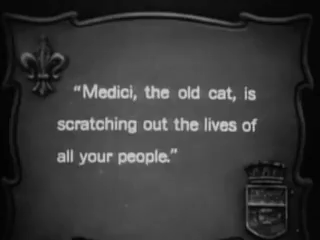 “Medici, the old cat, is
scratching out the lives of
all your people.”